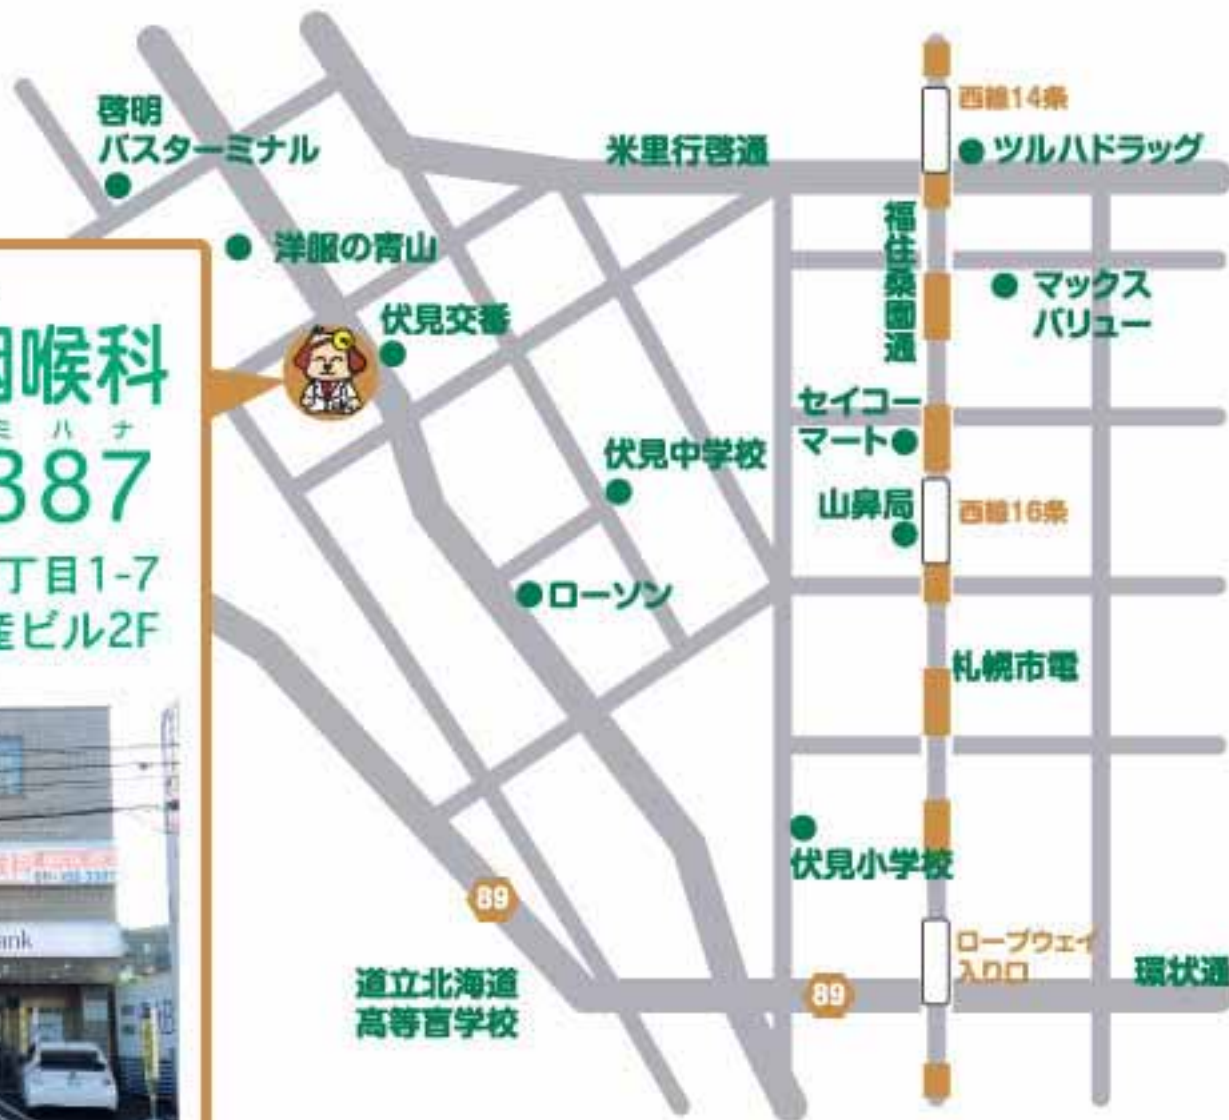 西線14条
啓明
バスターミナル
米里行啓通
ツルハドラッグ
洋服の青山
福住桑園通
マックス
バリュー
伏見交番
咽喉科
ミハナ
387
セイコー
マート
伏見中学校
山鼻局
西線16条
丁目1-7
産ビル2F
ローソン
札幌市電
伏見小学校
ank
89
ロープウェイ
入り口
環状通
89
道立北海道
高等盲学校